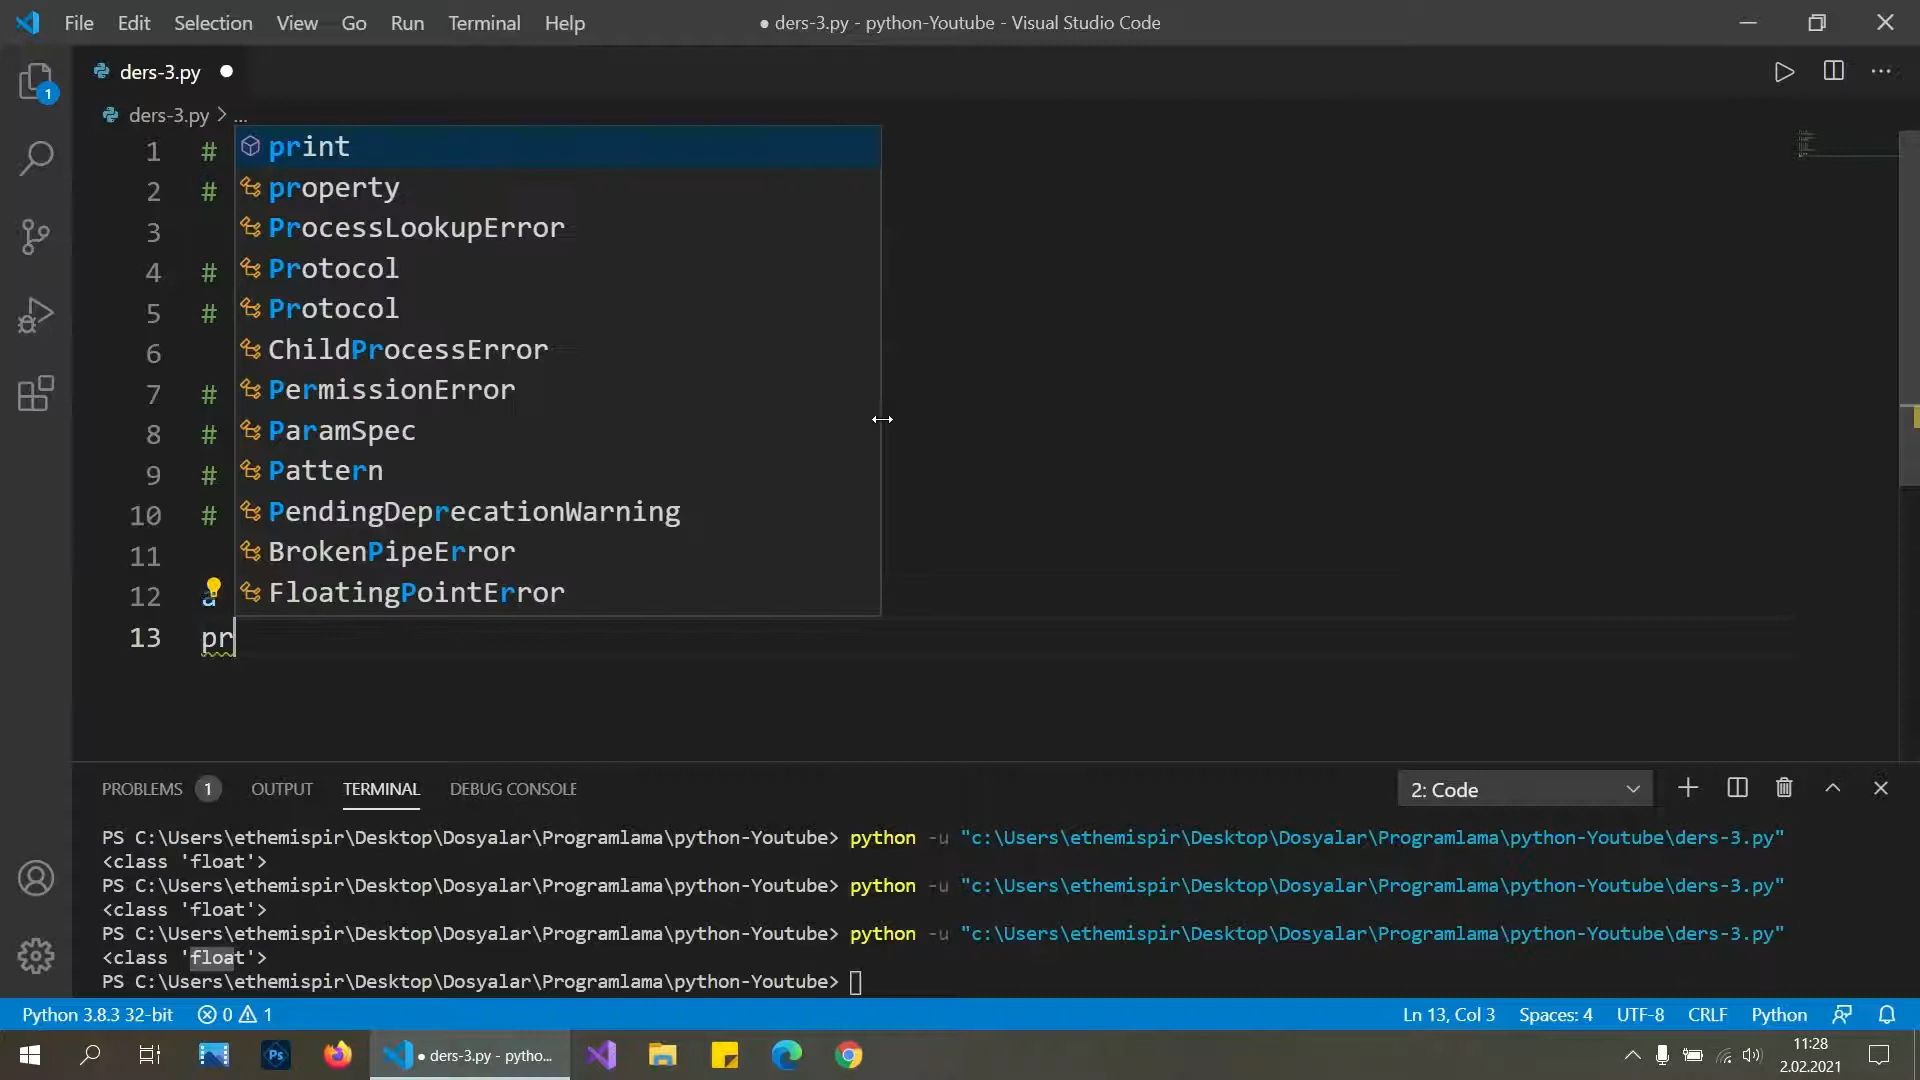 File Edit Selection View Go Run Terminal Help ● ders-3.py - python-Youtube - Visual Studio Code
ders-3.py
1
ders-3.py > ...
1 # print
2 # property
3 ProcessLookupError
4 # Protocol
5 # Protocol
6 ChildProcessError
7 # PermissionError
8 # ParamSpec
9 # Pattern
10 # PendingDeprecationWarning
11 BrokenPipeError
12 a FloatingPointError
13 pr
PROBLEMS 1 OUTPUT TERMINAL DEBUG CONSOLE 2: Code
PS C:\Users\ethemispir\Desktop\Dosyalar\Programlama\python-Youtube> python -u "c:\Users\ethemispir\Desktop\Dosyalar\Programlama\python-Youtube\ders-3.py"
<class 'float'>
PS C:\Users\ethemispir\Desktop\Dosyalar\Programlama\python-Youtube> python -u "c:\Users\ethemispir\Desktop\Dosyalar\Programlama\python-Youtube\ders-3.py"
<class 'float'>
PS C:\Users\ethemispir\Desktop\Dosyalar\Programlama\python-Youtube> python -u "c:\Users\ethemispir\Desktop\Dosyalar\Programlama\python-Youtube\ders-3.py"
<class 'float'>
PS C:\Users\ethemispir\Desktop\Dosyalar\Programlama\python-Youtube>
Python 3.8.3 32-bit 0 1 Ln 13, Col 3 Spaces: 4 UTF-8 CRLF Python
Ps ● ders-3.py - pytho... 11:28
2.02.2021